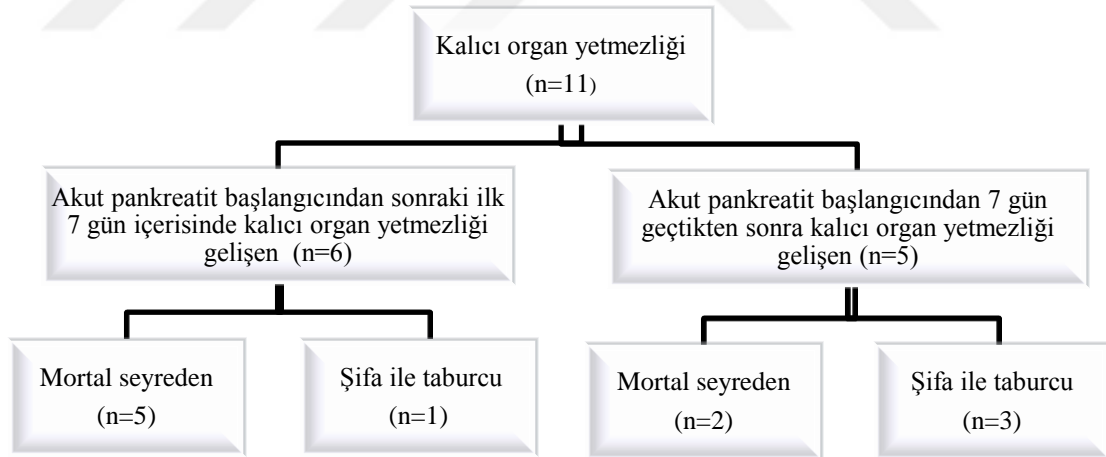 Kalıcı organ yetmezliği
(n=11)
Akut pankreatit başlangıcından sonraki ilk
7 gün içerisinde kalıcı organ yetmezliği
gelişen (n=6)
Akut pankreatit başlangıcından 7 gün
geçtikten sonra kalıcı organ yetmezliği
gelişen (n=5)
Mortal seyreden
(n=5)
Şifa ile taburcu
(n=1)
Mortal seyreden
(n=2)
Şifa ile taburcu
(n=3)